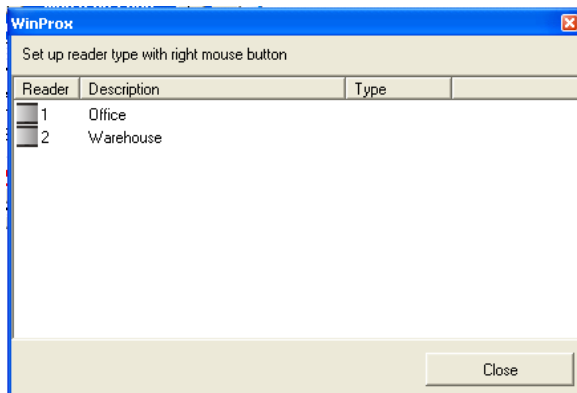 WinProx
Set up reader type with right mouse button
Reader Description Type
1 Office
2 Warehouse
Close